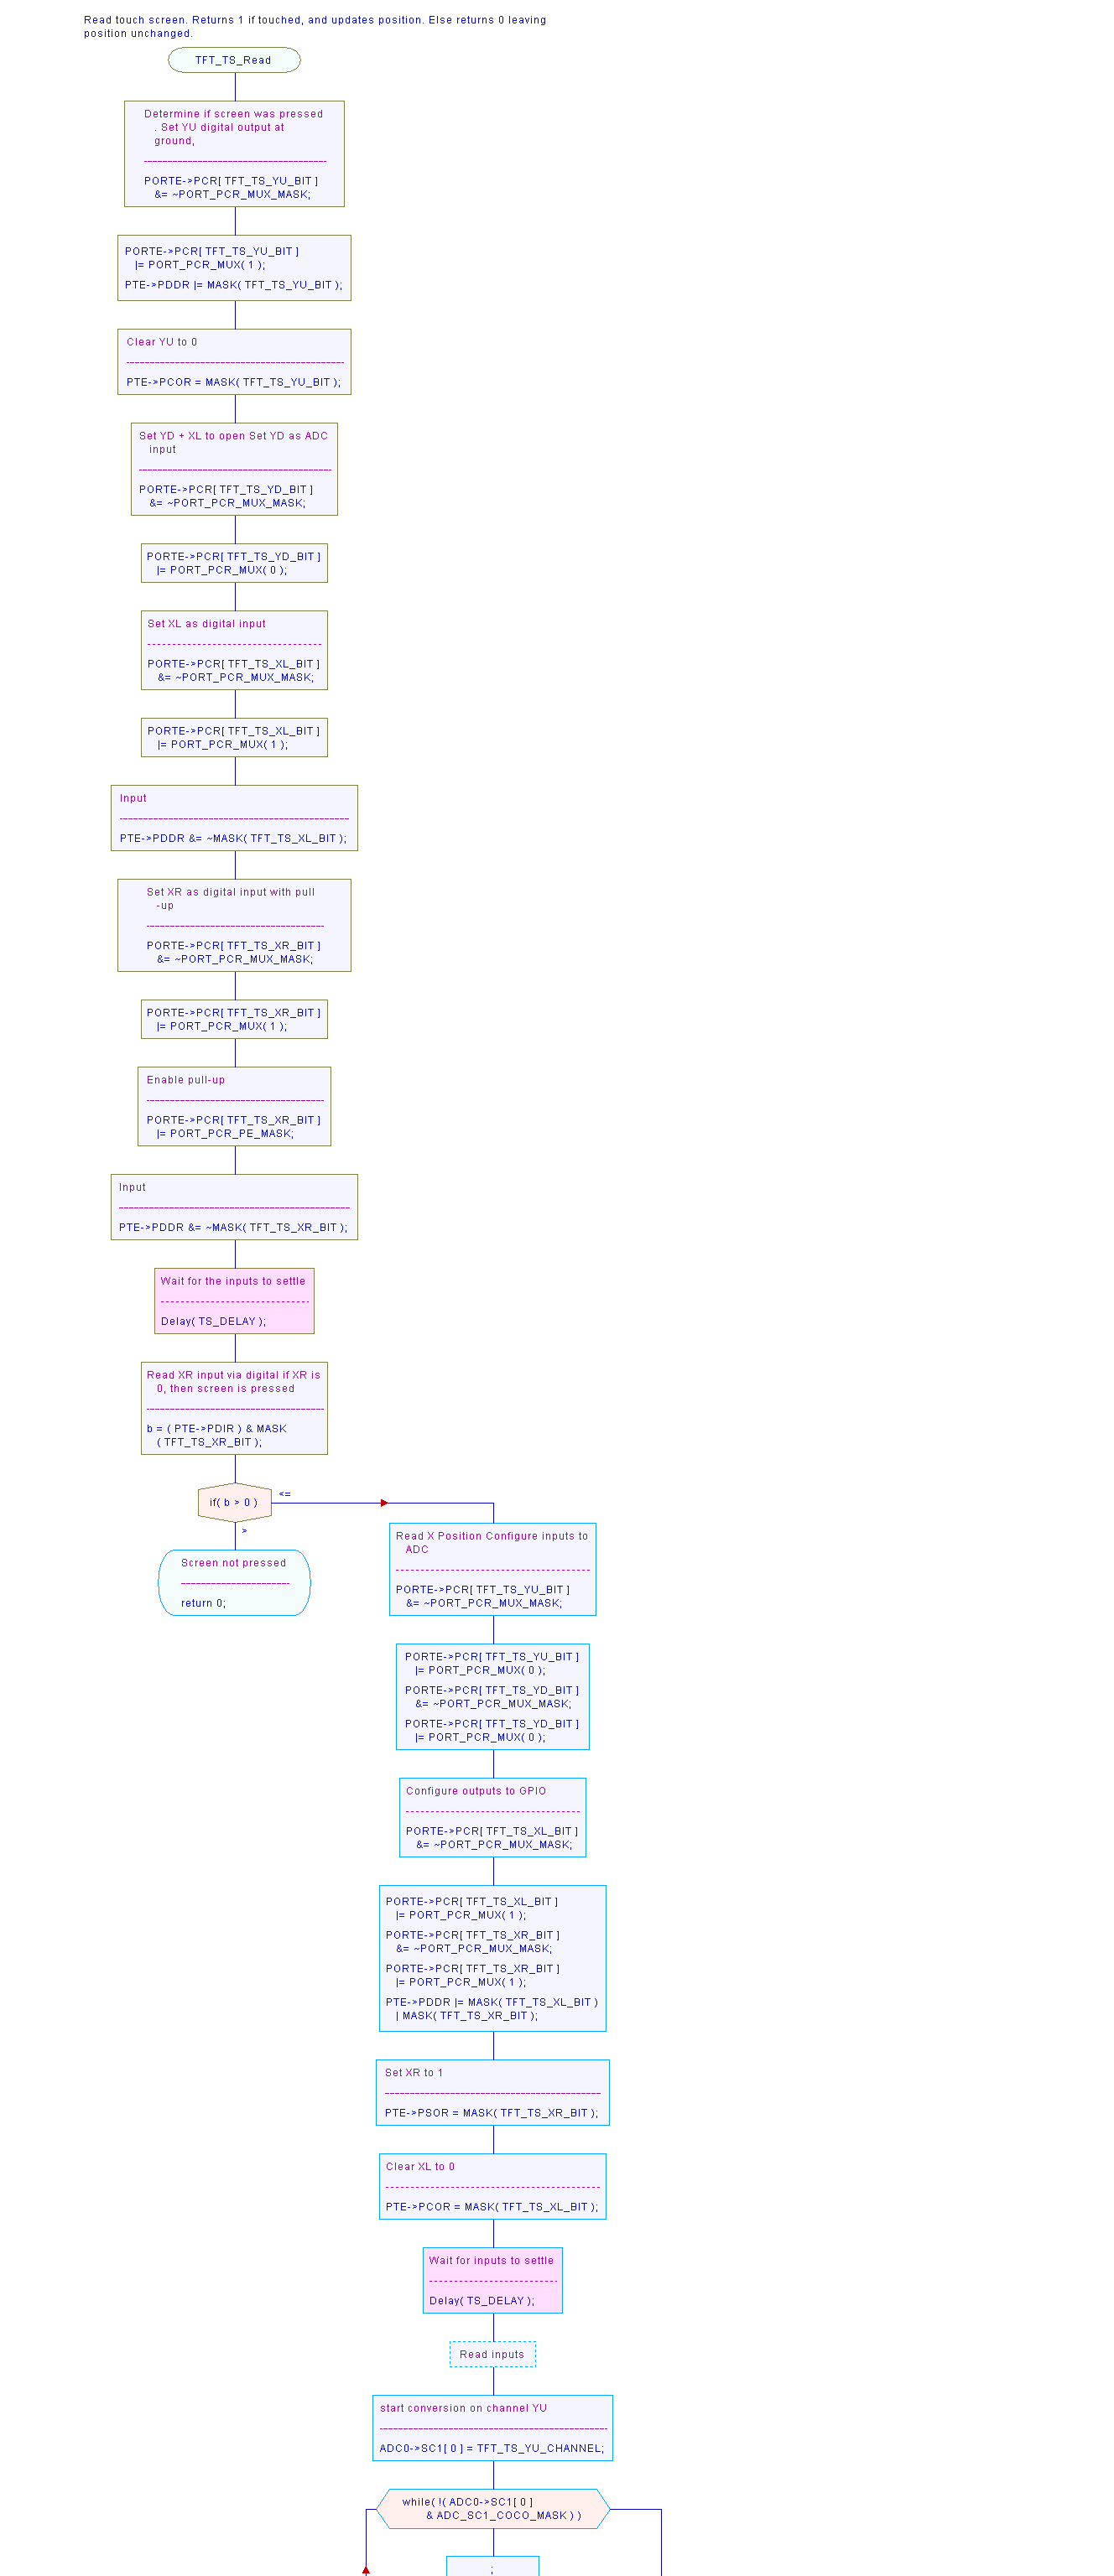 Read touch screen. Returns 1 if touched, and updates position. Else returns 0 leaving
position unchanged.
TFT_TS_Read
Determine if screen was pressed
. Set YU digital output at
ground,
PORTE->PCR[ TFT_TS_YU_BIT ]
&= ~PORT_PCR_MUX_MASK;
PORTE->PCR[ TFT_TS_YU_BIT ]
|= PORT_PCR_MUX( 1 );
PTE->PDDR |= MASK( TFT_TS_YU_BIT );
Clear YU to 0
PTE->PCOR = MASK( TFT_TS_YU_BIT );
Set YD + XL to open Set YD as ADC
input
PORTE->PCR[ TFT_TS_YD_BIT ]
&= ~PORT_PCR_MUX_MASK;
PORTE->PCR[ TFT_TS_YD_BIT ]
|= PORT_PCR_MUX( 0 );
Set XL as digital input
PORTE->PCR[ TFT_TS_XL_BIT ]
&= ~PORT_PCR_MUX_MASK;
PORTE->PCR[ TFT_TS_XL_BIT ]
|= PORT_PCR_MUX( 1 );
Input
PTE->PDDR &= ~MASK( TFT_TS_XL_BIT );
Set XR as digital input with pull
-up
PORTE->PCR[ TFT_TS_XR_BIT ]
&= ~PORT_PCR_MUX_MASK;
PORTE->PCR[ TFT_TS_XR_BIT ]
|= PORT_PCR_MUX( 1 );
Enable pull-up
PORTE->PCR[ TFT_TS_XR_BIT ]
|= PORT_PCR_PE_MASK;
Input
PTE->PDDR &= ~MASK( TFT_TS_XR_BIT );
Wait for the inputs to settle
Delay( TS_DELAY );
Read XR input via digital if XR is
0, then screen is pressed
b = ( PTE->PDIR ) & MASK
( TFT_TS_XR_BIT );
if( b > 0 )
<=
>
Screen not pressed
return 0;
Read X Position Configure inputs to
ADC
PORTE->PCR[ TFT_TS_YU_BIT ]
&= ~PORT_PCR_MUX_MASK;
PORTE->PCR[ TFT_TS_YU_BIT ]
|= PORT_PCR_MUX( 0 );
PORTE->PCR[ TFT_TS_YD_BIT ]
&= ~PORT_PCR_MUX_MASK;
PORTE->PCR[ TFT_TS_YD_BIT ]
|= PORT_PCR_MUX( 0 );
Configure outputs to GPIO
PORTE->PCR[ TFT_TS_XL_BIT ]
&= ~PORT_PCR_MUX_MASK;
PORTE->PCR[ TFT_TS_XL_BIT ]
|= PORT_PCR_MUX( 1 );
PORTE->PCR[ TFT_TS_XR_BIT ]
&= ~PORT_PCR_MUX_MASK;
PORTE->PCR[ TFT_TS_XR_BIT ]
|= PORT_PCR_MUX( 1 );
PTE->PDDR |= MASK( TFT_TS_XL_BIT )
| MASK( TFT_TS_XR_BIT );
Set XR to 1
PTE->PSOR = MASK( TFT_TS_XR_BIT );
Clear XL to 0
PTE->PCOR = MASK( TFT_TS_XL_BIT );
Wait for inputs to settle
Delay( TS_DELAY );
Read inputs
start conversion on channel YU
ADC0->SC1[ 0 ] = TFT_TS_YU_CHANNEL;
while( !( ADC0->SC1[ 0 ]
& ADC_SC1_COCO_MASK ) )
;